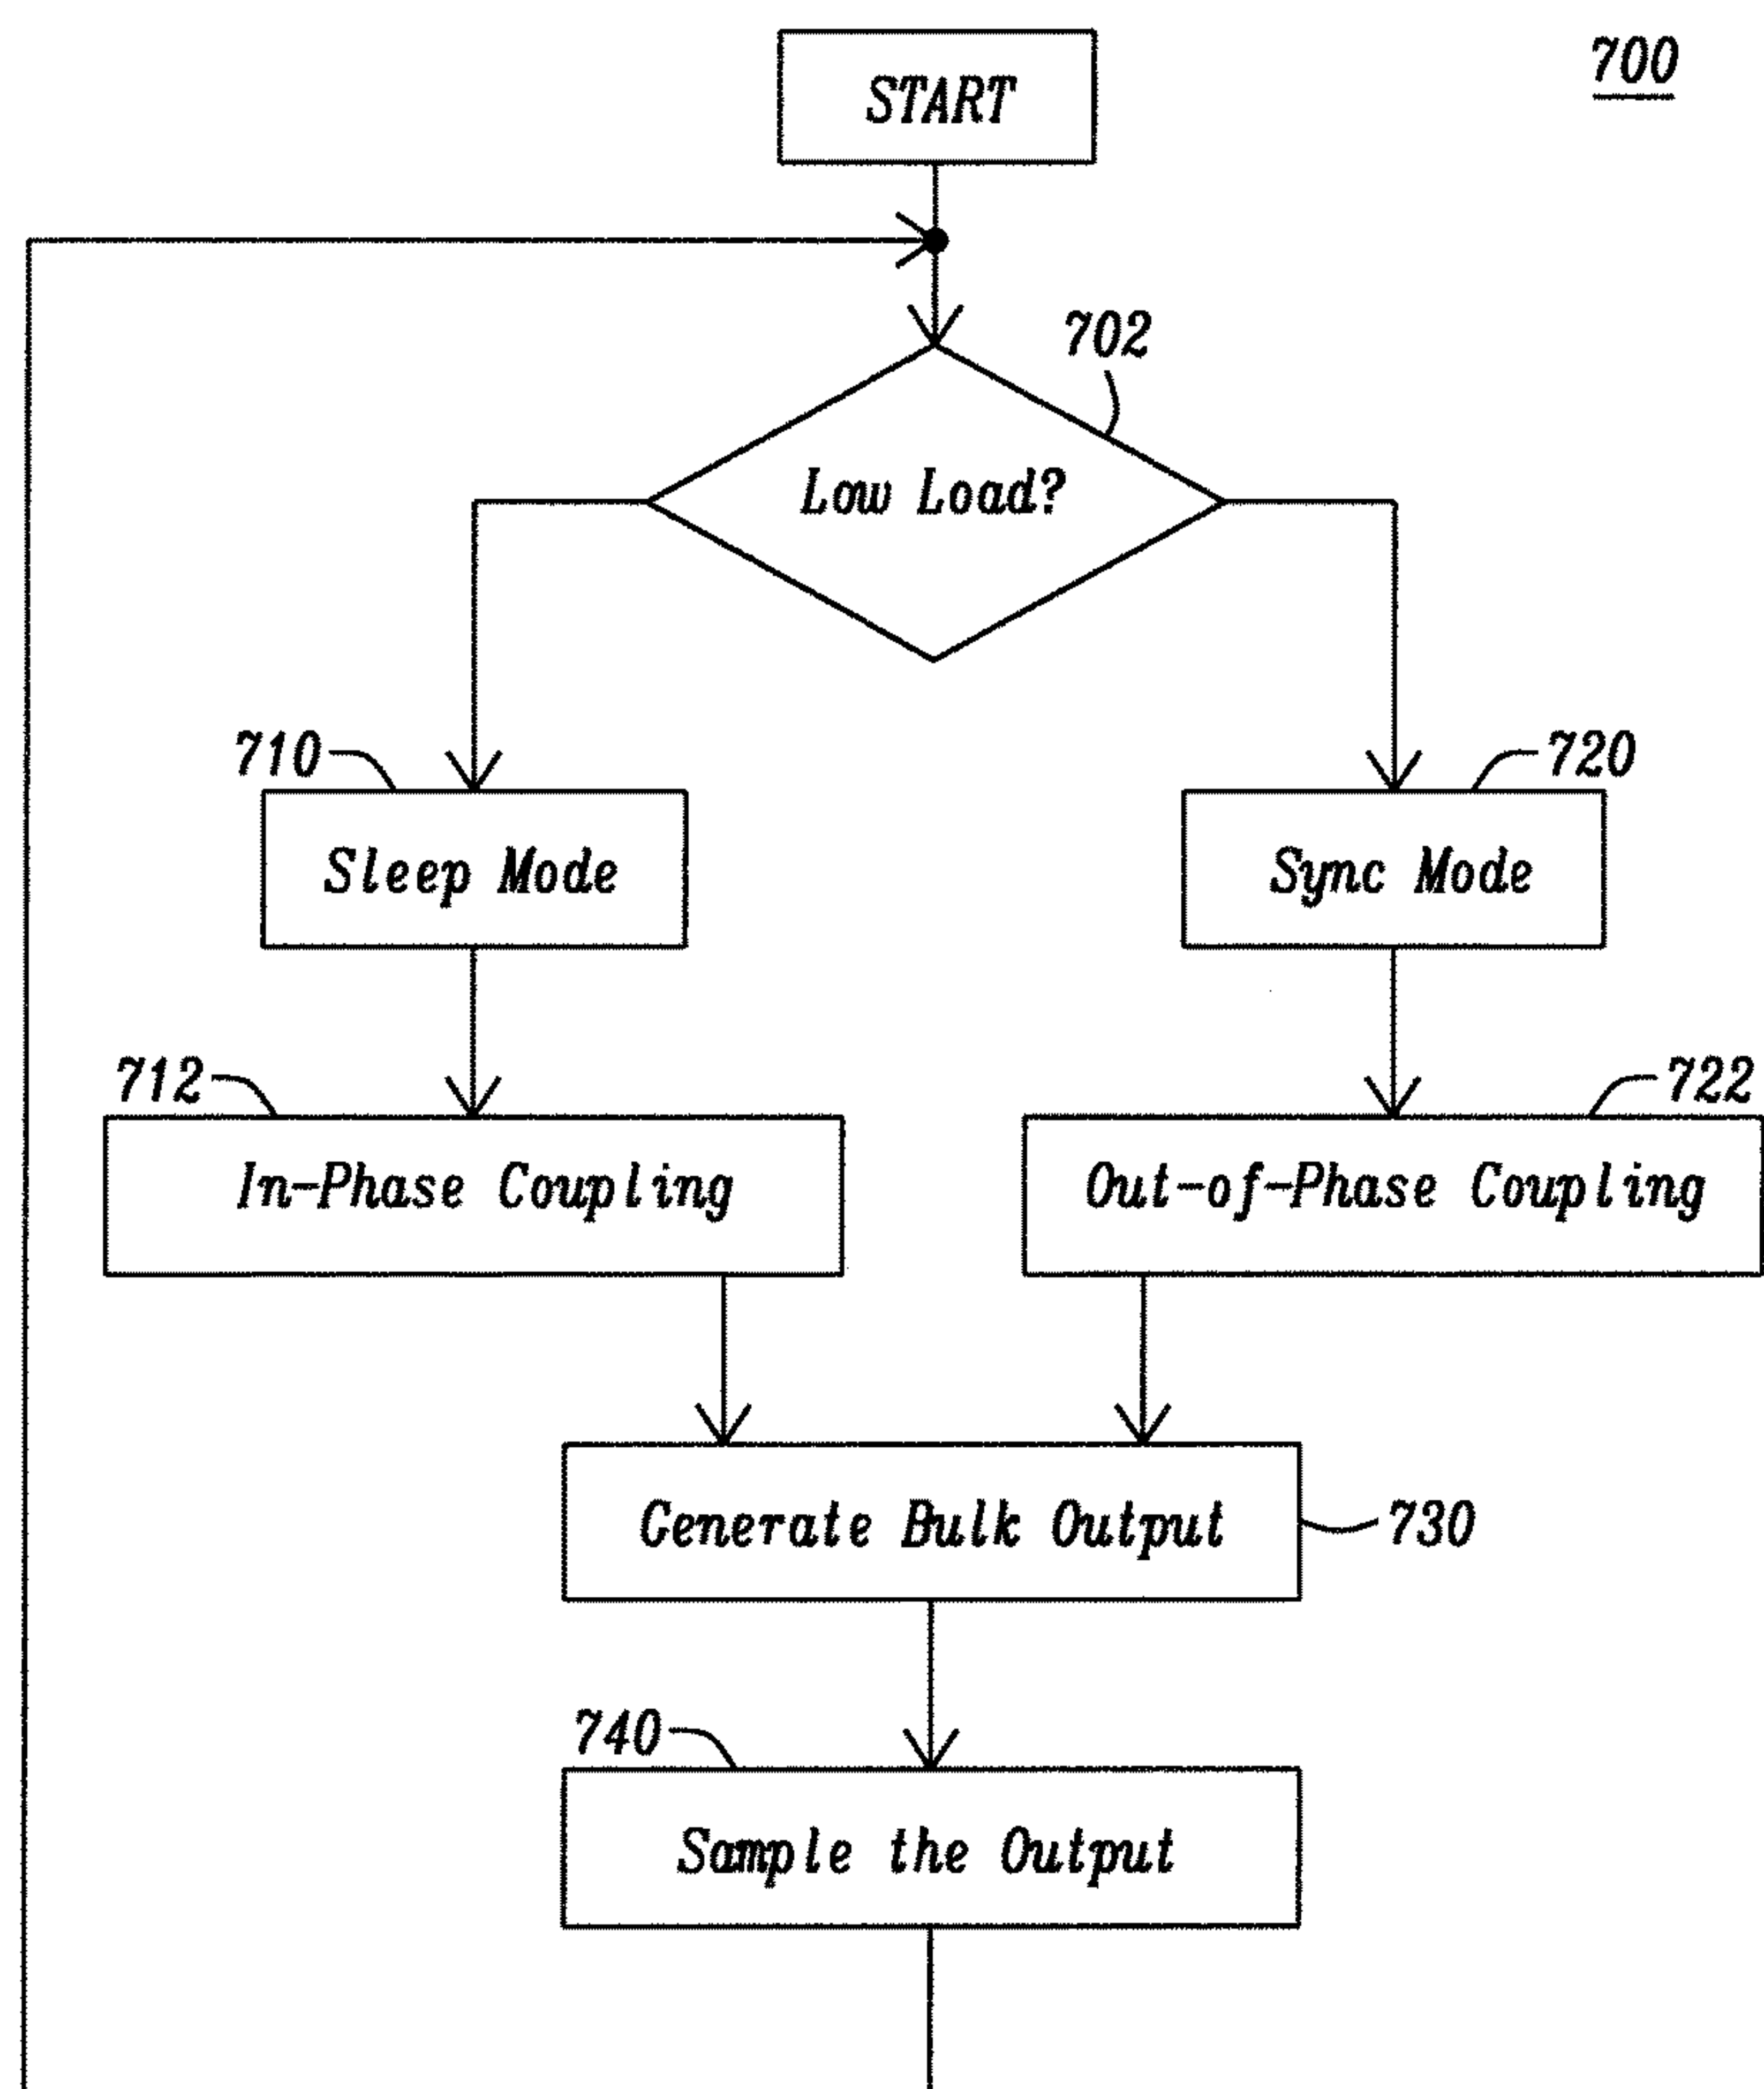 700
START
702
Low Load?
710
720
Sleep Mode
Sync Mode
712
722
In-Phase Coupling
Out-of-Phase Coupling
Generate Bulk Output
730
740
Sample the Output